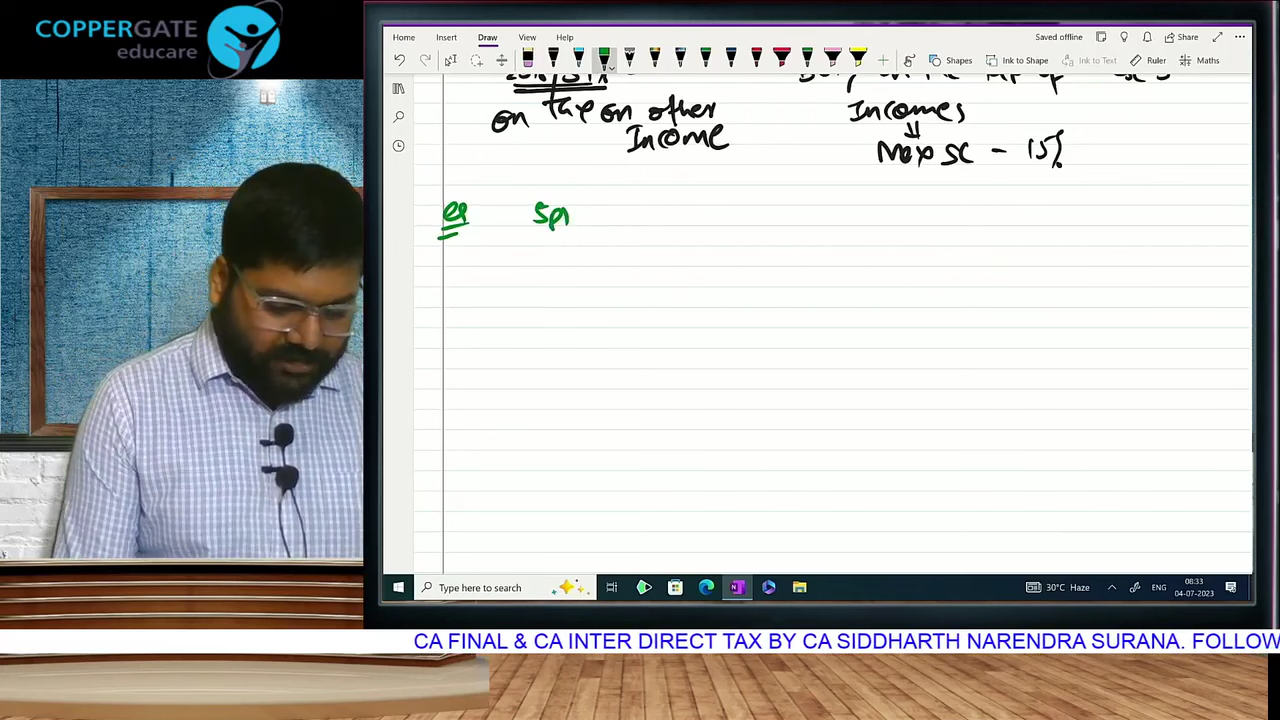 COPPERGATE
educare
Home Insert Draw View Help
Saved offline Share
Shapes Ink to Shape Ink to Text Ruler Maths
on the on other
Income
Incomes
Max SC - 15%
eg Spl
Type here to search
30°C Haze ENG 08:33
04-07-2023
CA FINAL & CA INTER DIRECT TAX BY CA SIDDHARTH NARENDRA SURANA. FOLLOW